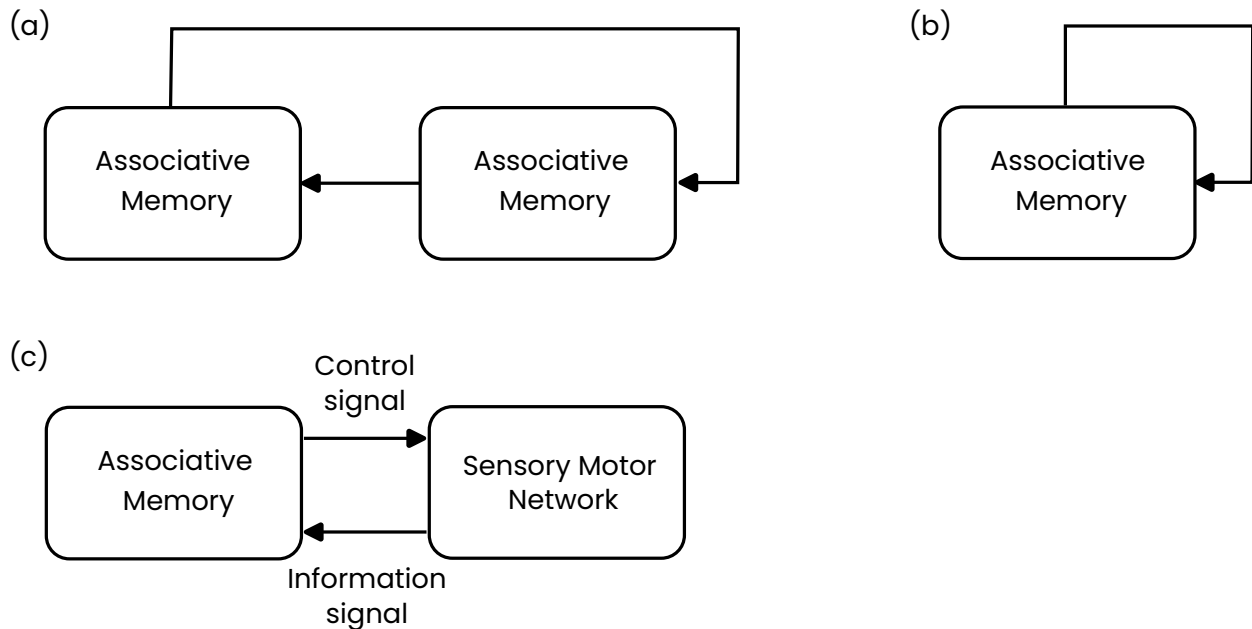 (a)
Associative
Memory
Associative
Memory
(b)
Associative
Memory
(c)
Associative
Memory
Control
signal
Sensory Motor
Network
Information
signal